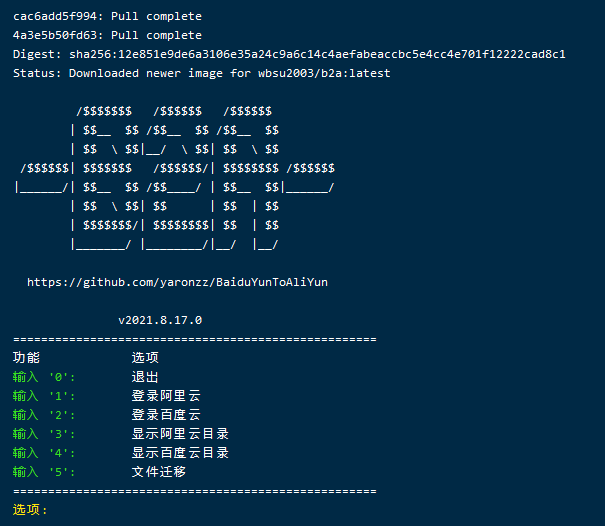 cac6add5f994: Pull complete
4a3e5b50fd63: Pull complete
Digest: sha256:12e851e9de6a3106e35a24c9a6c14c4aefabeaccbc5e4cc4e701f12222cad8c1
Status: Downloaded newer image for wbsu2003/b2a:latest
         /$$$$$$$   /$$$$$$   /$$$$$$
        | $$__  $$ /$$__  $$ /$$__  $$
        | $$  \ $$|__/  \ $$| $$  \ $$
 /$$$$$$| $$$$$$$   /$$$$$$/| $$$$$$$$ /$$$$$$
|______/| $$__  $$ /$$____/ | $$__  $$|______/
        | $$  \ $$| $$      | $$  | $$
        | $$$$$$$/| $$$$$$$$| $$  | $$
        |_______/ |________/|__/  |__/
https://github.com/yaronzz/BaiduYunToAliYun
v2021.8.17.0
====================================================
功能 选项
输入 '0': 退出
输入 '1': 登录阿里云
输入 '2': 登录百度云
输入 '3': 显示阿里云目录
输入 '4': 显示百度云目录
输入 '5': 文件迁移
====================================================
选项: